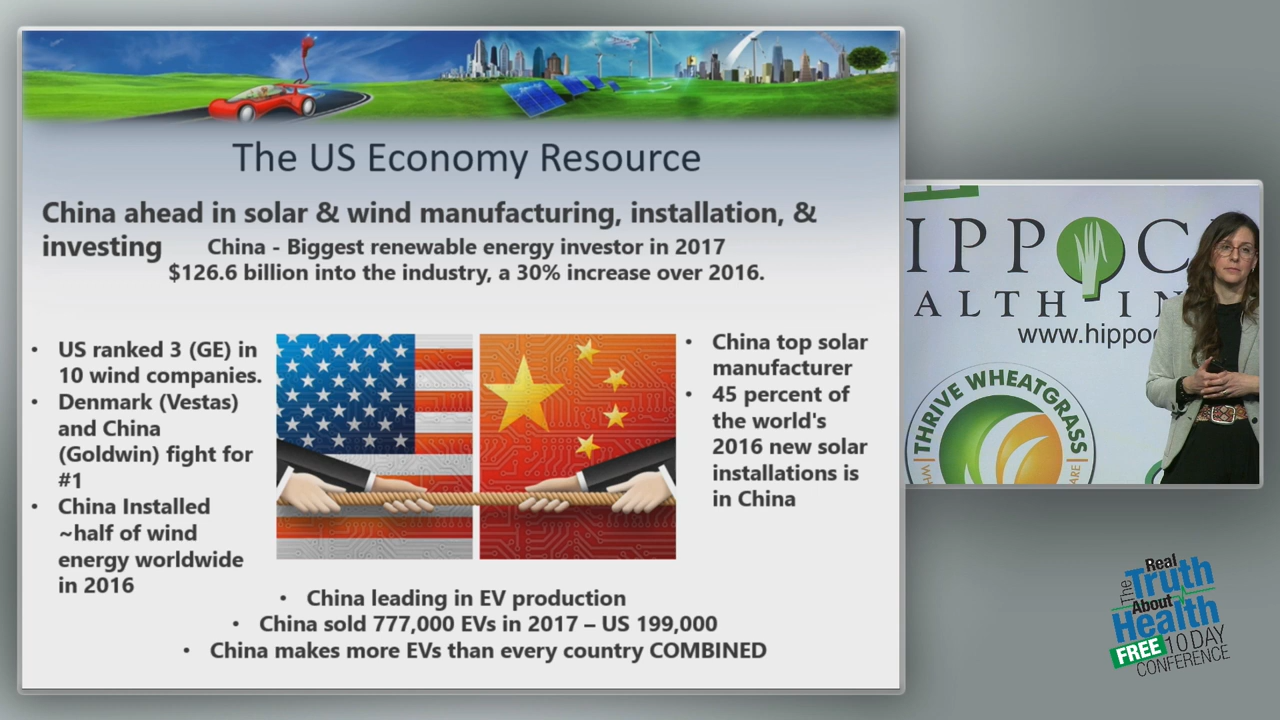 The US Economy Resource
China ahead in solar & wind manufacturing, installation, &
investing
China - Biggest renewable energy investor in 2017
$126.6 billion into the industry, a 30% increase over 2016.
• US ranked 3 (GE) in
10 wind companies.
• Denmark (Vestas)
and China
(Goldwin) fight for
#1
• China Installed
~half of wind
energy worldwide
in 2016
• China top solar
manufacturer
• 45 percent of
the world's
2016 new solar
installations is
in China
• China leading in EV production
• China sold 777,000 EVs in 2017 – US 199,000
• China makes more EVs than every country COMBINED
IPPOC
ALTH IN
www.hippoc
THRIVE WHEATGRASS
The Real
Truth
About
Health
FREE 10 DAY
CONFERENCE